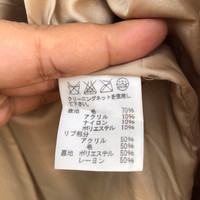 クリーニングネットを使用し
て下さい。
表地 毛 70%
アクリル 10%
ナイロン 10%
ポリエステル 10%
リブ部分
アクリル 50%
毛 50%
裏地 ポリエステル 50%
レーヨン 50%